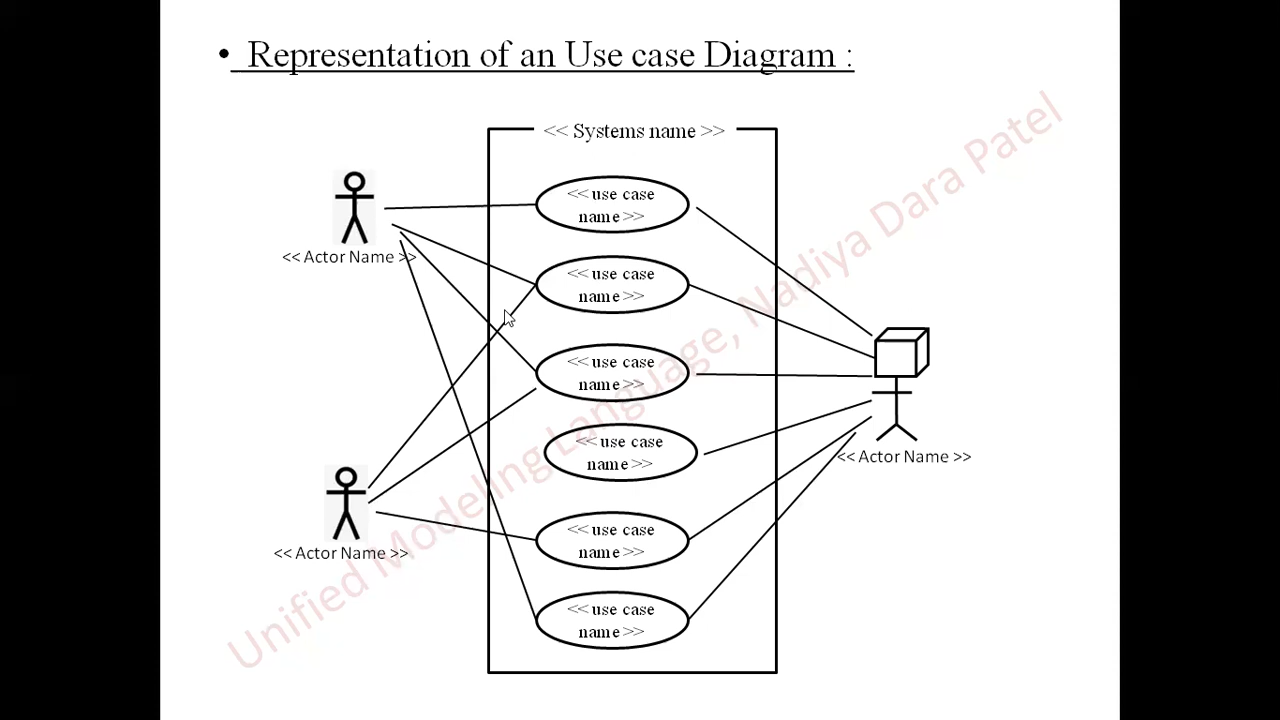 • Representation of an Use case Diagram :
<< Systems name >>
<< use case
name >>
<< Actor Name >>
<< use case
name >>
<< use case
name >>
<< use case
name >>
<< Actor Name >>
<< use case
name >>
<< Actor Name >>
<< use case
name >>
Unified Modeling Language, Nadiya Dara Patel